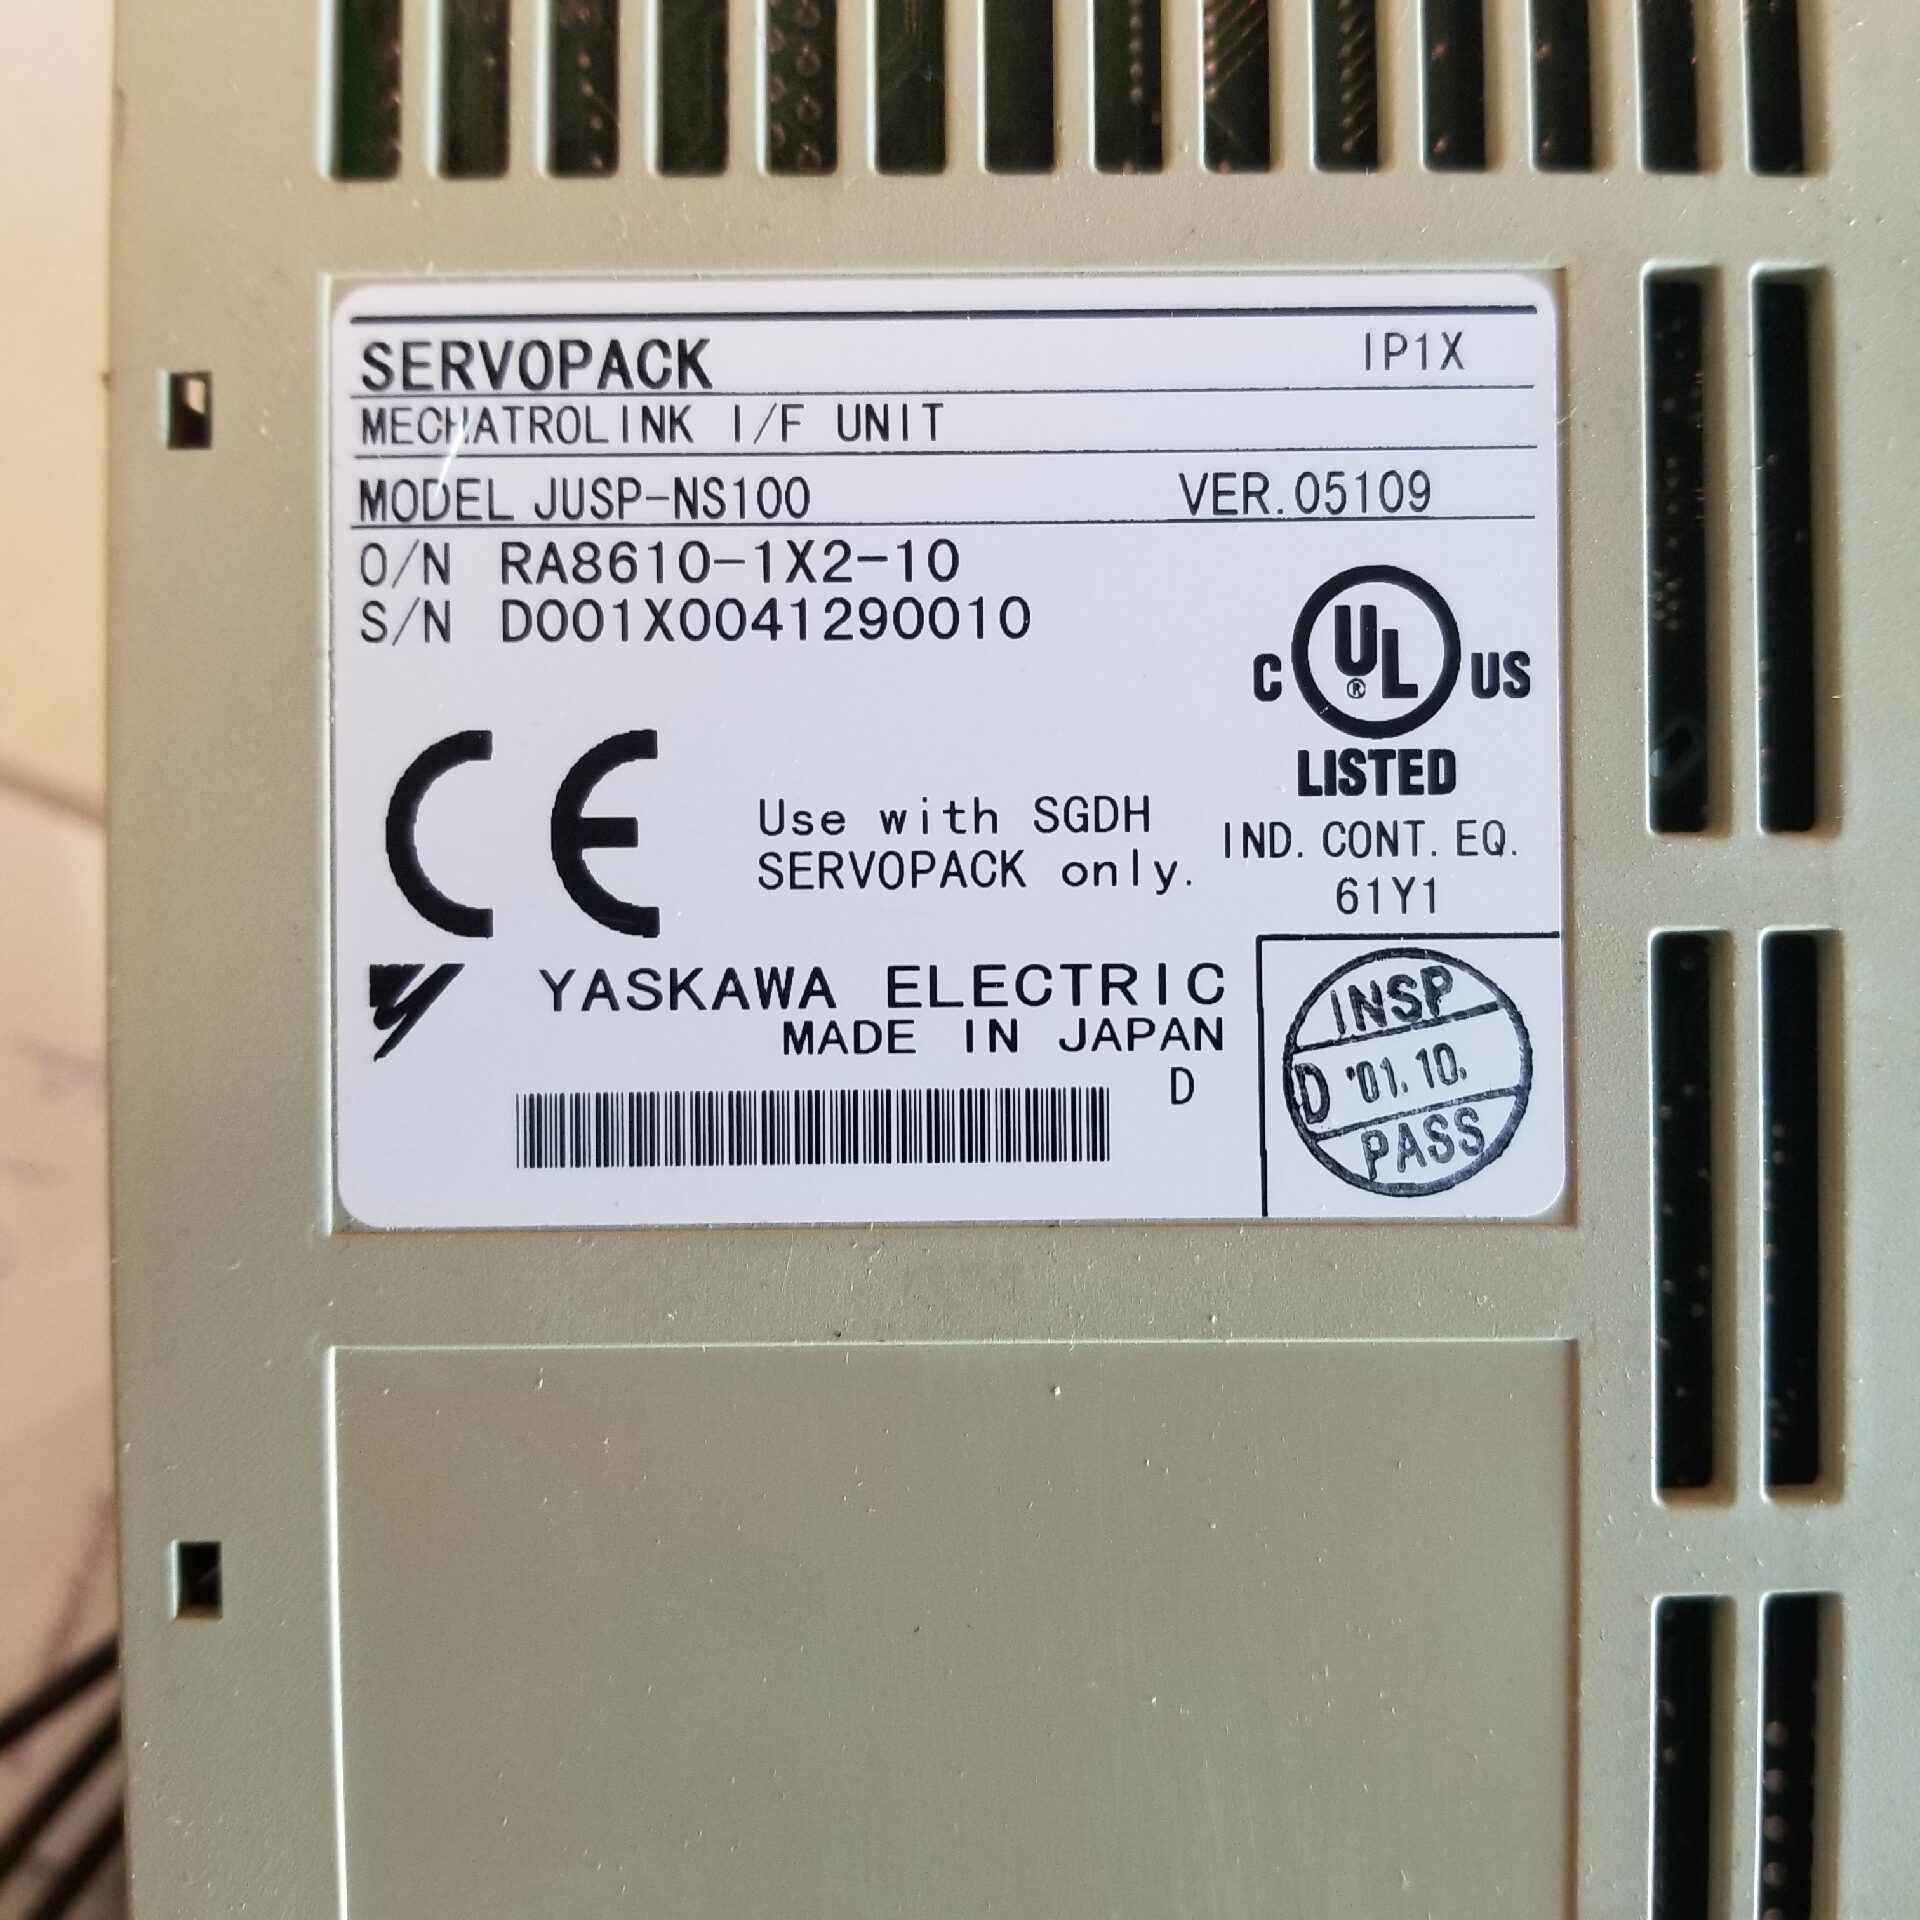 SERVOPACK IP1X
MECHATROLINK I/F UNIT
MODEL JUSP-NS100 VER.05109
O/N RA8610-1X2-10
S/N D001X0041290010
C UL® US
LISTED
IND. CONT. EQ.
61Y1
CE
Use with SGDH
SERVOPACK only.
YASKAWA ELECTRIC
MADE IN JAPAN
D
INSP
D '01.10.
PASS